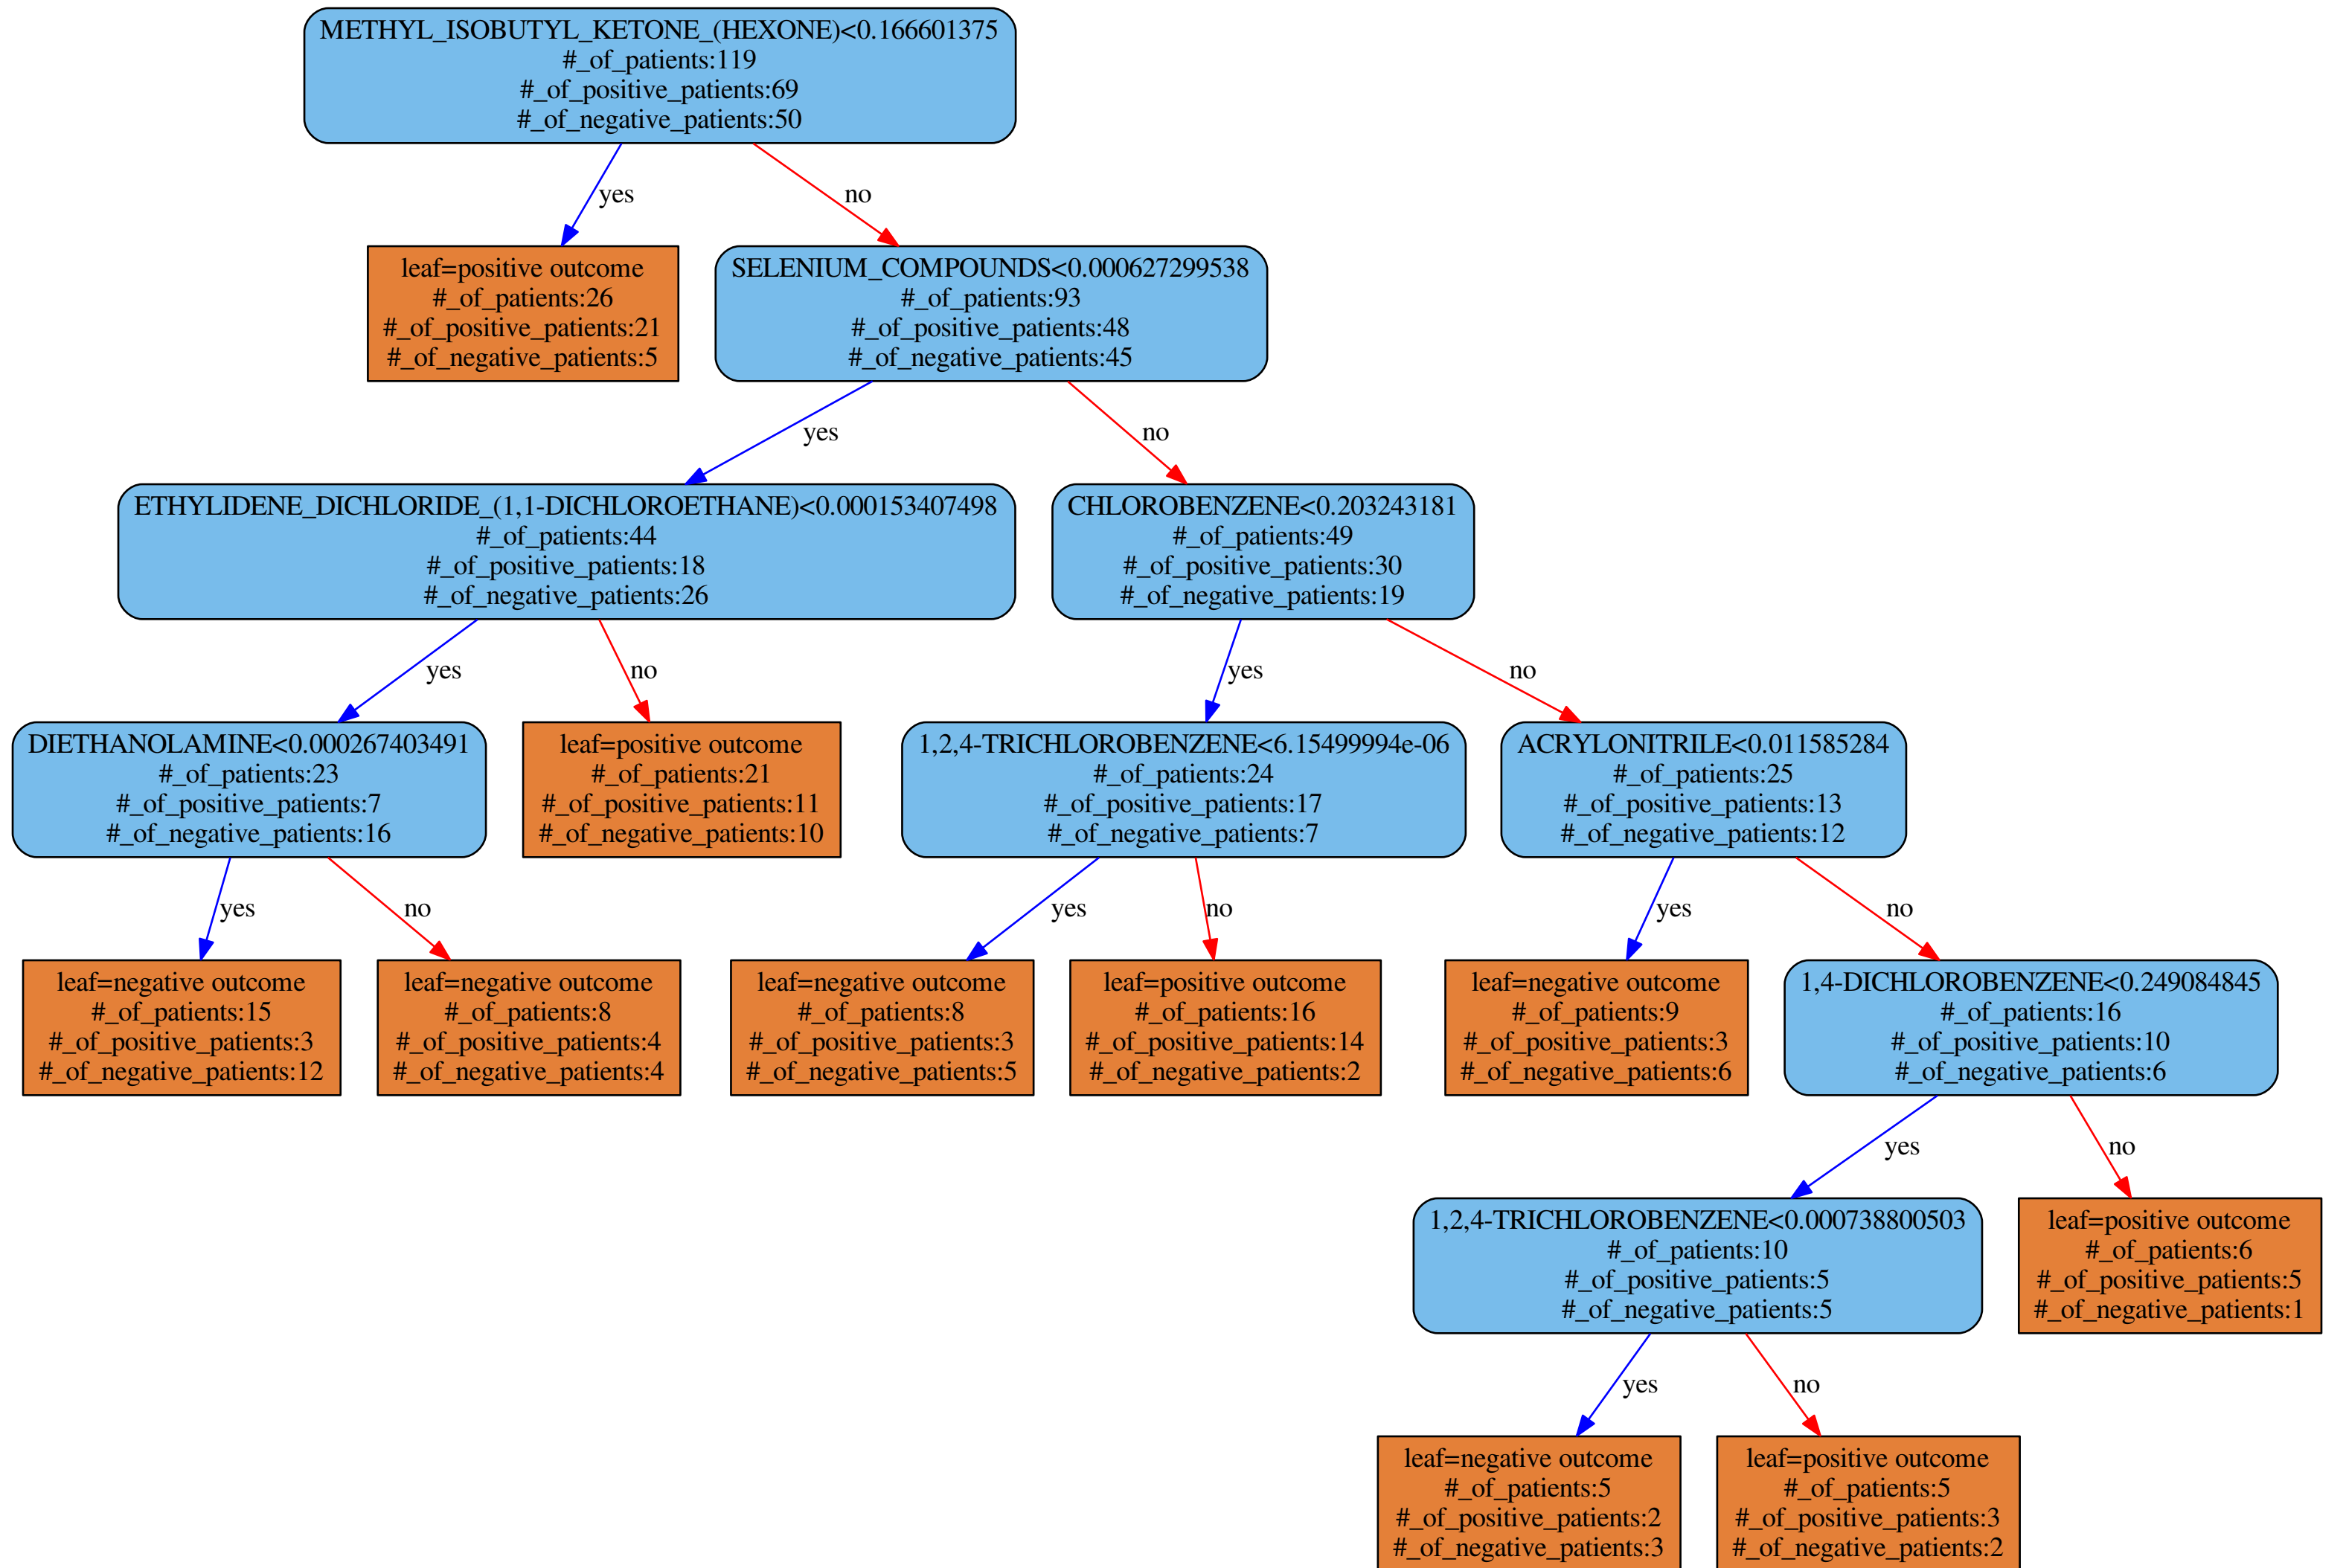 METHYL_ISOBUTYL_KETONE_(HEXONE)<0.166601375
#_of_patients:119
#_of_positive_patients:69
#_of_negative_patients:50
yes
no
leaf=positive outcome
#_of_patients:26
#_of_positive_patients:21
#_of_negative_patients:5
SELENIUM_COMPOUNDS<0.000627299538
#_of_patients:93
#_of_positive_patients:48
#_of_negative_patients:45
yes
no
ETHYLIDENE_DICHLORIDE_(1,1-DICHLOROETHANE)<0.000153407498
#_of_patients:44
#_of_positive_patients:18
#_of_negative_patients:26
CHLOROBENZENE<0.203243181
#_of_patients:49
#_of_positive_patients:30
#_of_negative_patients:19
yes
no
yes
no
DIETHANOLAMINE<0.000267403491
#_of_patients:23
#_of_positive_patients:7
#_of_negative_patients:16
leaf=positive outcome
#_of_patients:21
#_of_positive_patients:11
#_of_negative_patients:10
1,2,4-TRICHLOROBENZENE<6.15499994e-06
#_of_patients:24
#_of_positive_patients:17
#_of_negative_patients:7
ACRYLONITRILE<0.011585284
#_of_patients:25
#_of_positive_patients:13
#_of_negative_patients:12
yes
no
yes
no
yes
no
leaf=negative outcome
#_of_patients:15
#_of_positive_patients:3
#_of_negative_patients:12
leaf=negative outcome
#_of_patients:8
#_of_positive_patients:4
#_of_negative_patients:4
leaf=negative outcome
#_of_patients:8
#_of_positive_patients:3
#_of_negative_patients:5
leaf=positive outcome
#_of_patients:16
#_of_positive_patients:14
#_of_negative_patients:2
leaf=negative outcome
#_of_patients:9
#_of_positive_patients:3
#_of_negative_patients:6
1,4-DICHLOROBENZENE<0.249084845
#_of_patients:16
#_of_positive_patients:10
#_of_negative_patients:6
yes
no
1,2,4-TRICHLOROBENZENE<0.000738800503
#_of_patients:10
#_of_positive_patients:5
#_of_negative_patients:5
leaf=positive outcome
#_of_patients:6
#_of_positive_patients:5
#_of_negative_patients:1
yes
no
leaf=negative outcome
#_of_patients:5
#_of_positive_patients:2
#_of_negative_patients:3
leaf=positive outcome
#_of_patients:5
#_of_positive_patients:3
#_of_negative_patients:2